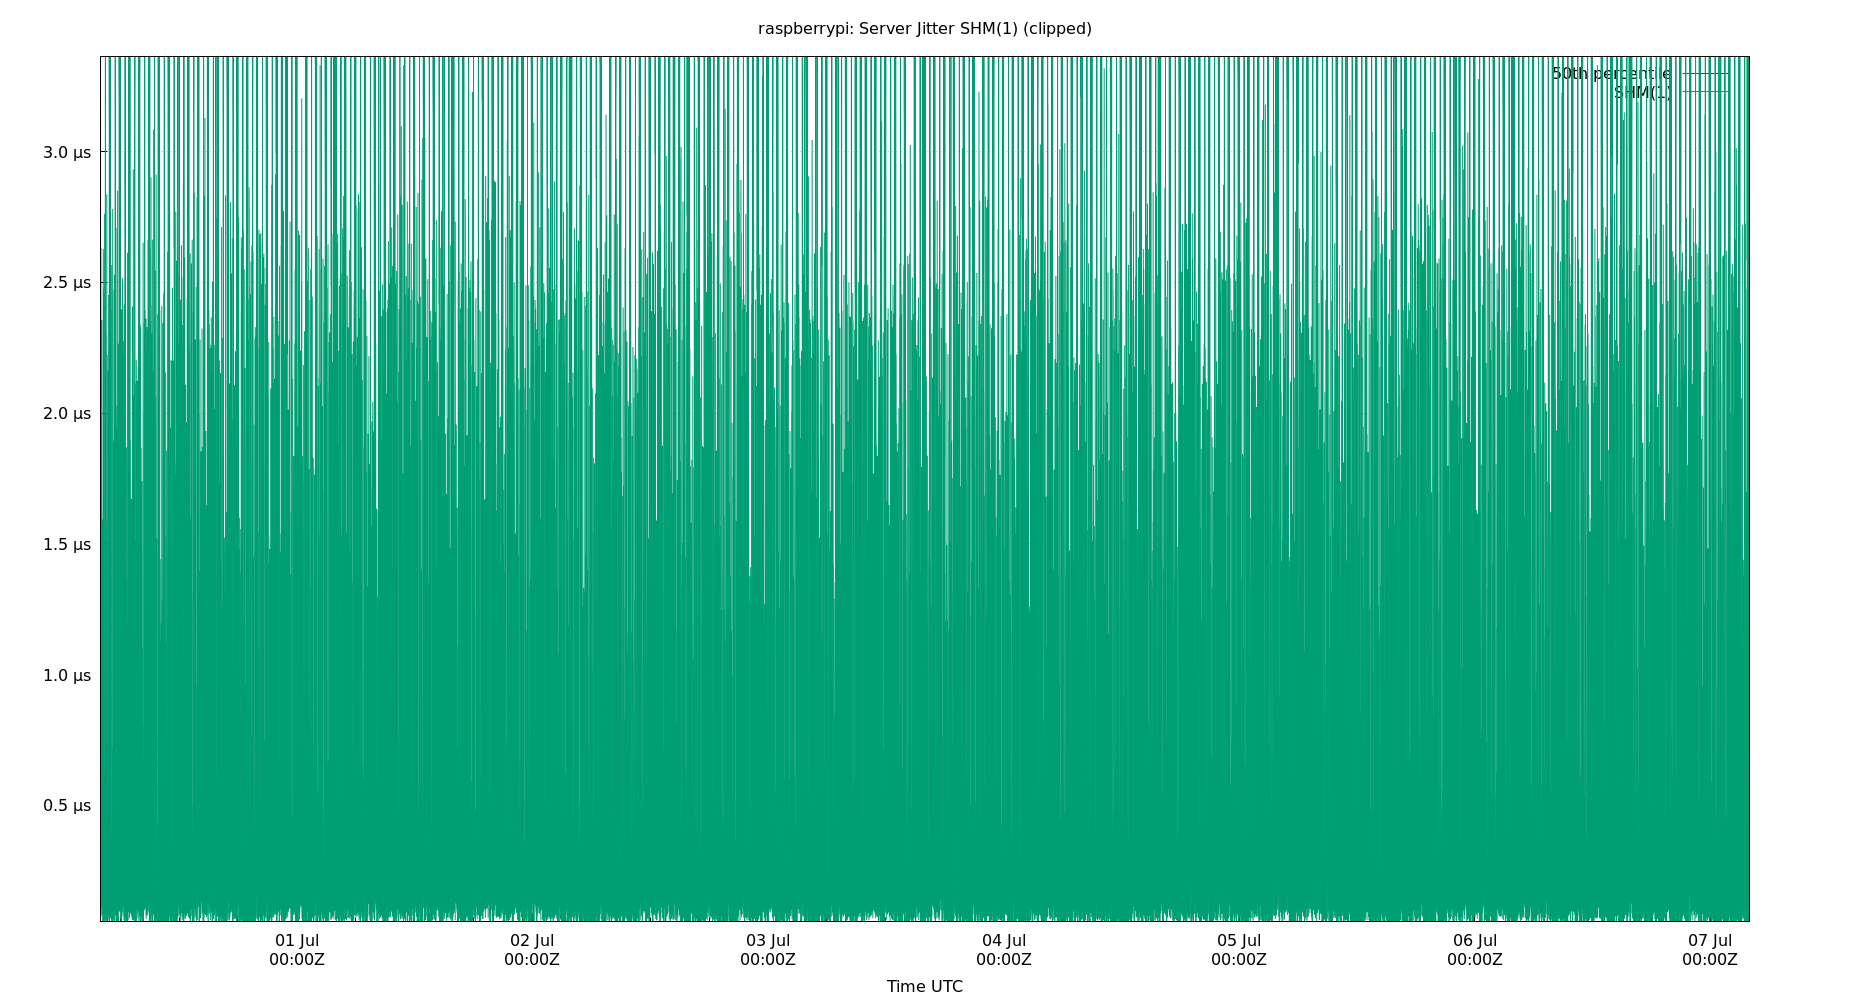 raspberrypi: Server Jitter SHM(1) (clipped)
50th percentile
SHM(1)
3.0 µs
2.5 µs
2.0 µs
1.5 µs
1.0 µs
0.5 µs
01 Jul 02 Jul 03 Jul 04 Jul 05 Jul 06 Jul 07 Jul
00:00Z 00:00Z 00:00Z 00:00Z 00:00Z 00:00Z 00:00Z
Time UTC